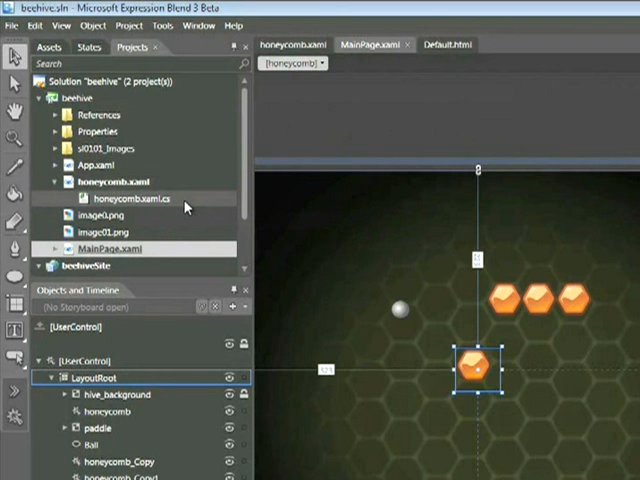 beehive.sln - Microsoft Expression Blend 3 Beta
File Edit View Object Project Tools Window Help
Assets States Projects ×
honeycomb.xaml MainPage.xaml × Default.html
Search
[honeycomb]
Solution "beehive" (2 project(s))
beehive
References
Properties
sl0101_Images
App.xaml
honeycomb.xaml
honeycomb.xaml.cs
image0.png
image01.png
MainPage.xaml
beehiveSite
Objects and Timeline
(No Storyboard open)
[UserControl]
[UserControl]
LayoutRoot
hive_background
honeycomb
paddle
Ball
honeycomb_Copy
honeycomb_Copy1